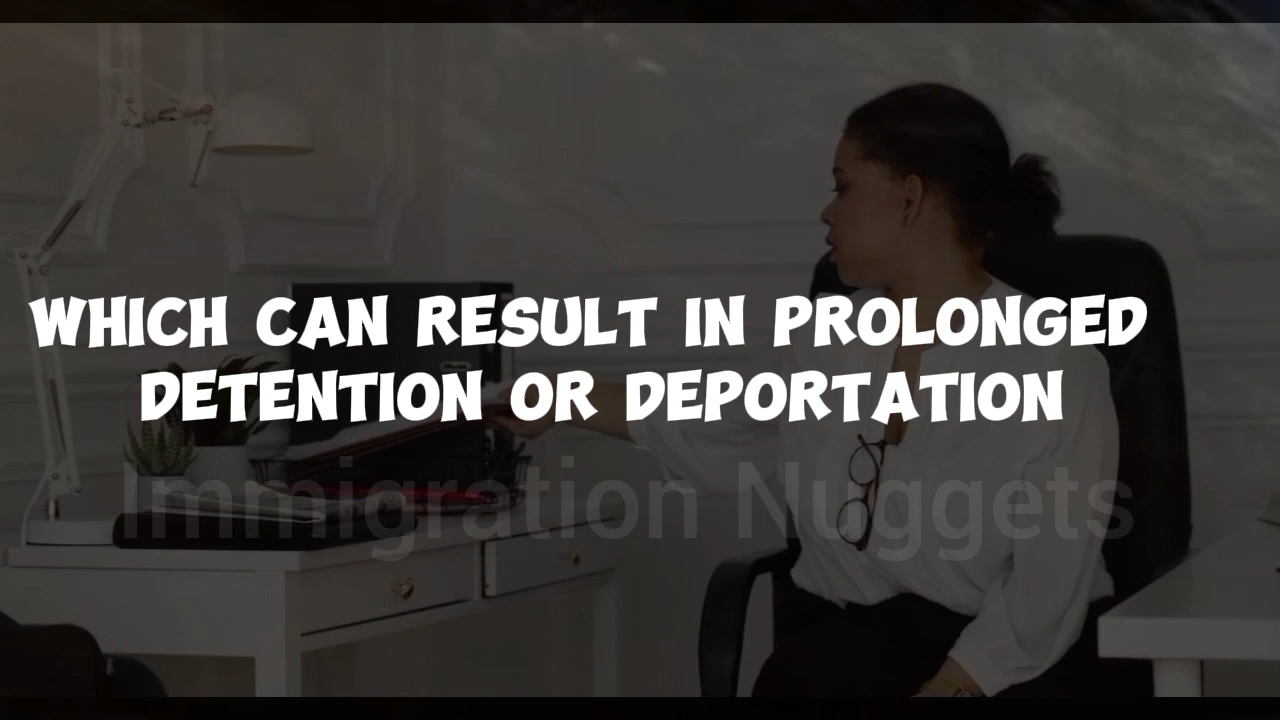 WHICH CAN RESULT IN PROLONGED
DETENTION OR DEPORTATION
Immigration Nuggets